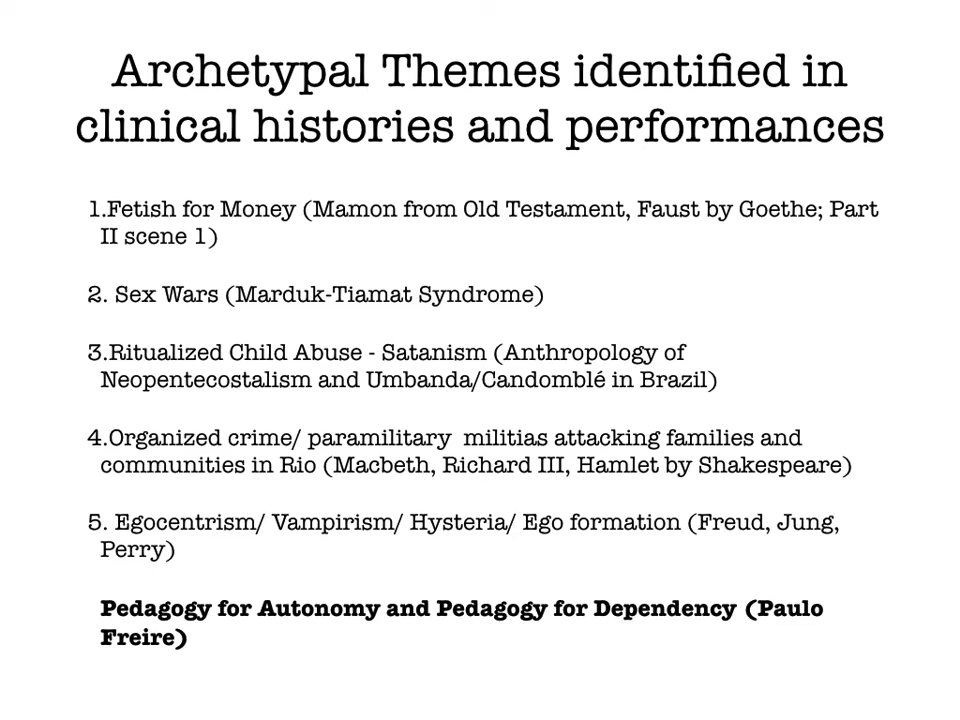 Archetypal Themes identified in
clinical histories and performances
1.Fetish for Money (Mamon from Old Testament, Faust by Goethe; Part
II scene 1)
2. Sex Wars (Marduk-Tiamat Syndrome)
3.Ritualized Child Abuse - Satanism (Anthropology of
Neopentecostalism and Umbanda/Candomblé in Brazil)
4.Organized crime/ paramilitary  militias attacking families and
communities in Rio (Macbeth, Richard III, Hamlet by Shakespeare)
5. Egocentrism/ Vampirism/ Hysteria/ Ego formation (Freud, Jung,
Perry)
Pedagogy for Autonomy and Pedagogy for Dependency (Paulo
Freire)